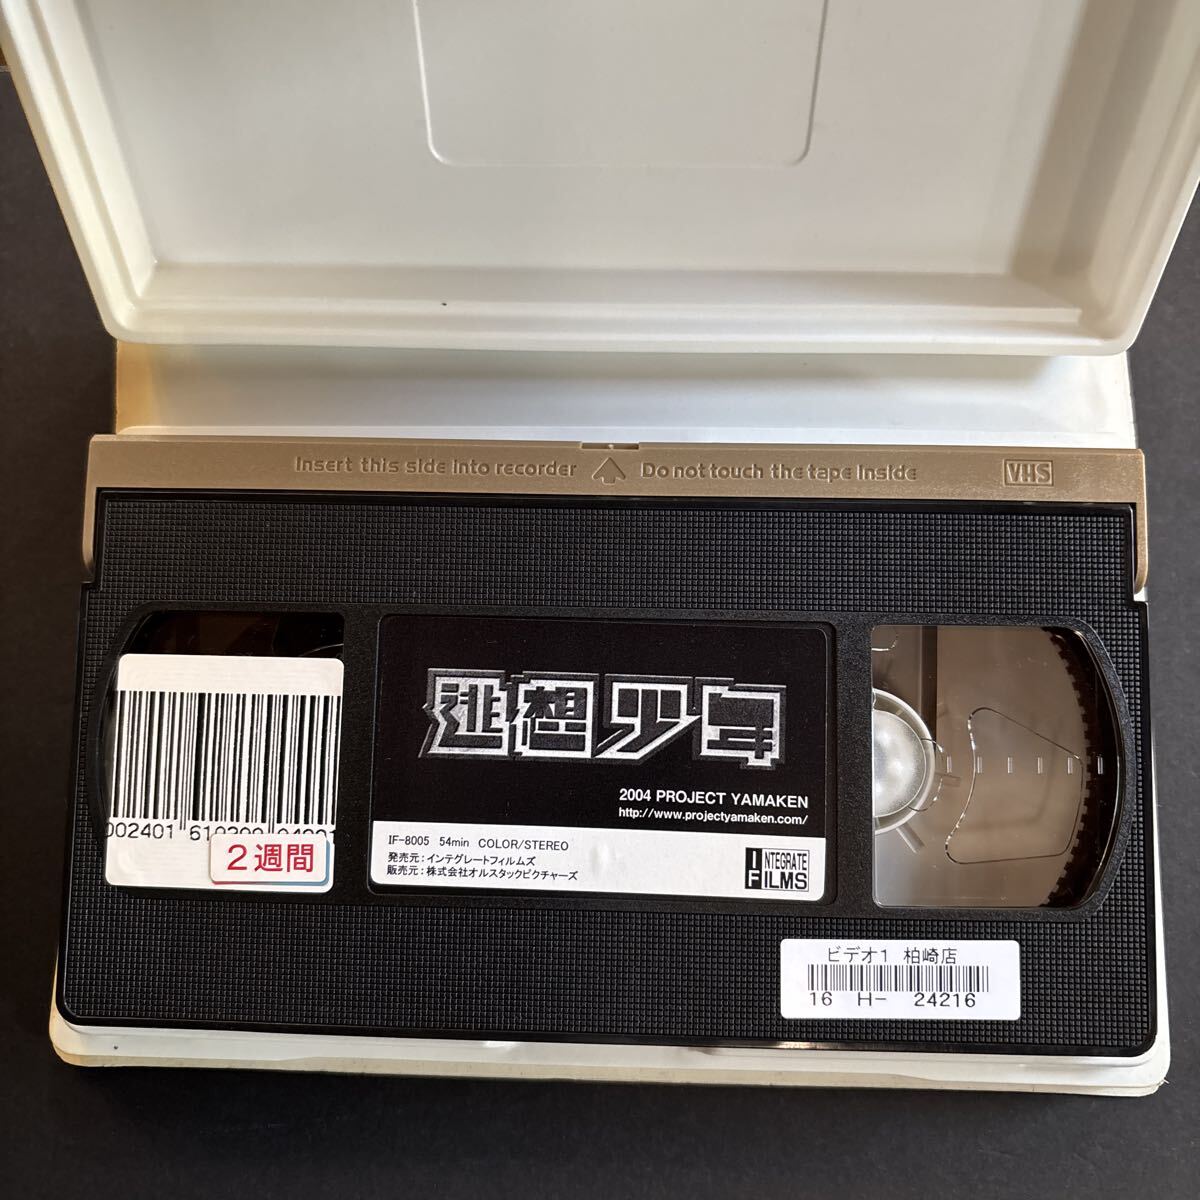 Insert this side into recorder Do not touch the tape inside VHS
逃想少年
2004 PROJECT YAMAKEN
http://www.projectyamaken.com/
IF-8005 54min COLOR/STEREO
発売元：インテグレートフィルムズ
販売元：株式会社オルスタックピクチャーズ
INTEGRATE
FILMS
002401
2週間
ビデオ1 柏崎店
16 H- 24216